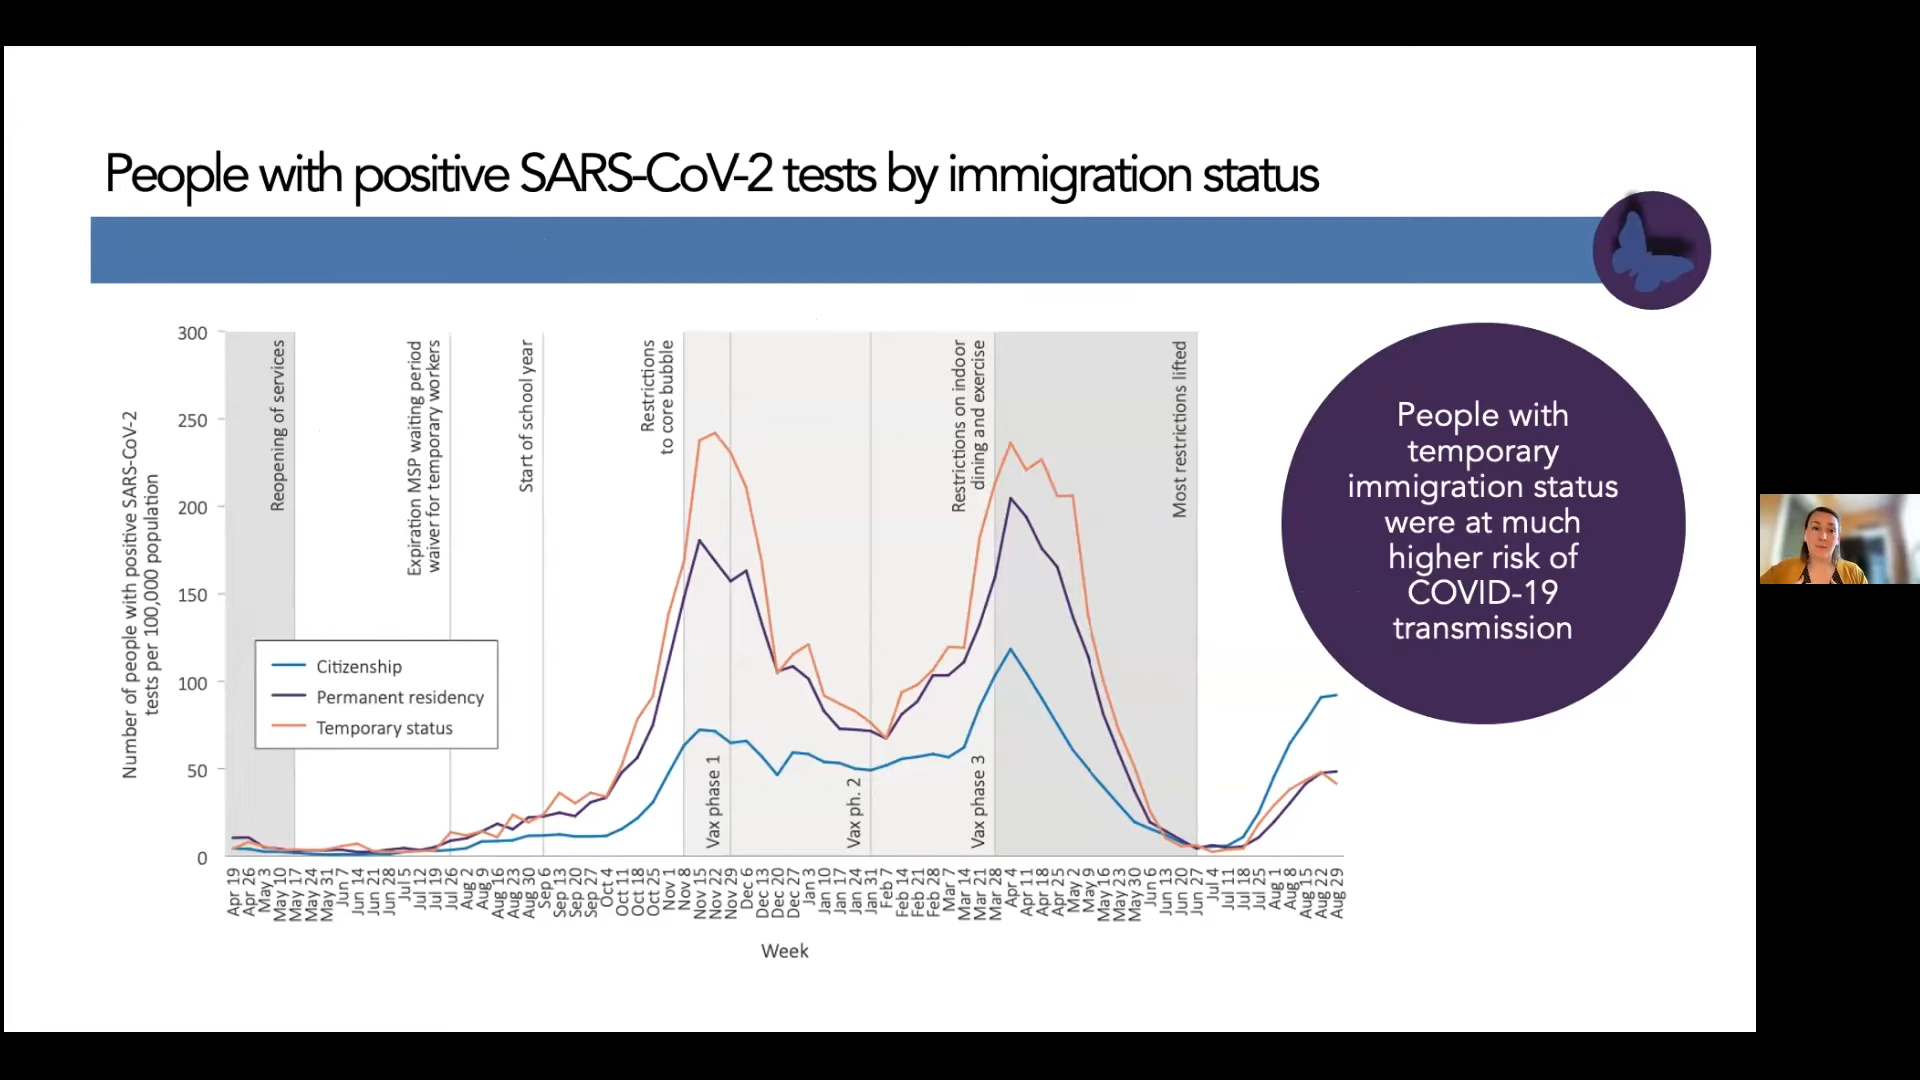 People with positive SARS-CoV-2 tests by immigration status
Number of people with positive SARS-CoV-2
tests per 100,000 population
300
250
200
150
100
50
0
Reopening of services
Expiration MSP waiting period
waiver for temporary workers
Start of school year
Restrictions
to core bubble
Restrictions on indoor
dining and exercise
Most restrictions lifted
Citizenship
Permanent residency
Temporary status
Vax phase 1
Vax ph. 2
Vax phase 3
Apr 19
Apr 26
May 3
May 10
May 17
May 24
May 31
Jun 7
Jun 14
Jun 21
Jun 28
Jul 5
Jul 12
Jul 19
Jul 26
Aug 2
Aug 9
Aug 16
Aug 23
Aug 30
Sep 6
Sep 13
Sep 20
Sep 27
Oct 4
Oct 11
Oct 18
Oct 25
Nov 1
Nov 8
Nov 15
Nov 22
Nov 29
Dec 6
Dec 13
Dec 20
Dec 27
Jan 3
Jan 10
Jan 17
Jan 24
Jan 31
Feb 7
Feb 14
Feb 21
Feb 28
Mar 7
Mar 14
Mar 21
Mar 28
Apr 4
Apr 11
Apr 18
Apr 25
May 2
May 9
May 16
May 23
May 30
Jun 6
Jun 13
Jun 20
Jun 27
Jul 4
Jul 11
Jul 18
Jul 25
Aug 1
Aug 8
Aug 15
Aug 22
Aug 29
Week
People with
temporary
immigration status
were at much
higher risk of
COVID-19
transmission